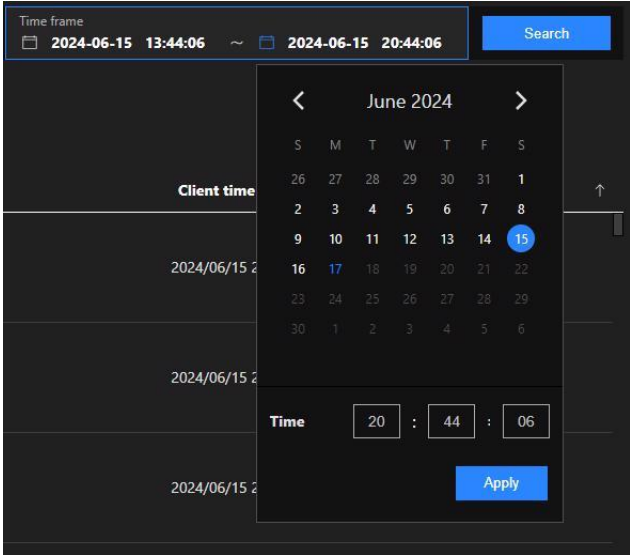 Time frame
2024-06-15 13:44:06 ~ 2024-06-15 20:44:06 Search
June 2024
S M T W T F S
26 27 28 29 30 31 1
2 3 4 5 6 7 8
9 10 11 12 13 14 15
16 17 18 19 20 21 22
23 24 25 26 27 28 29
30 1 2 3 4 5 6
Time 20 : 44 : 06
Apply
Client time
2024/06/15 2
2024/06/15 2
2024/06/15 2